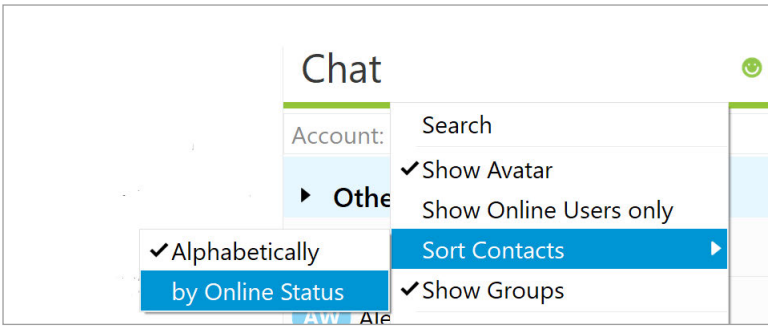 Chat
Account:
Search
Show Avatar
Othe
Show Online Users only
Alphabetically
Sort Contacts
by Online Status
Show Groups
AW Ale